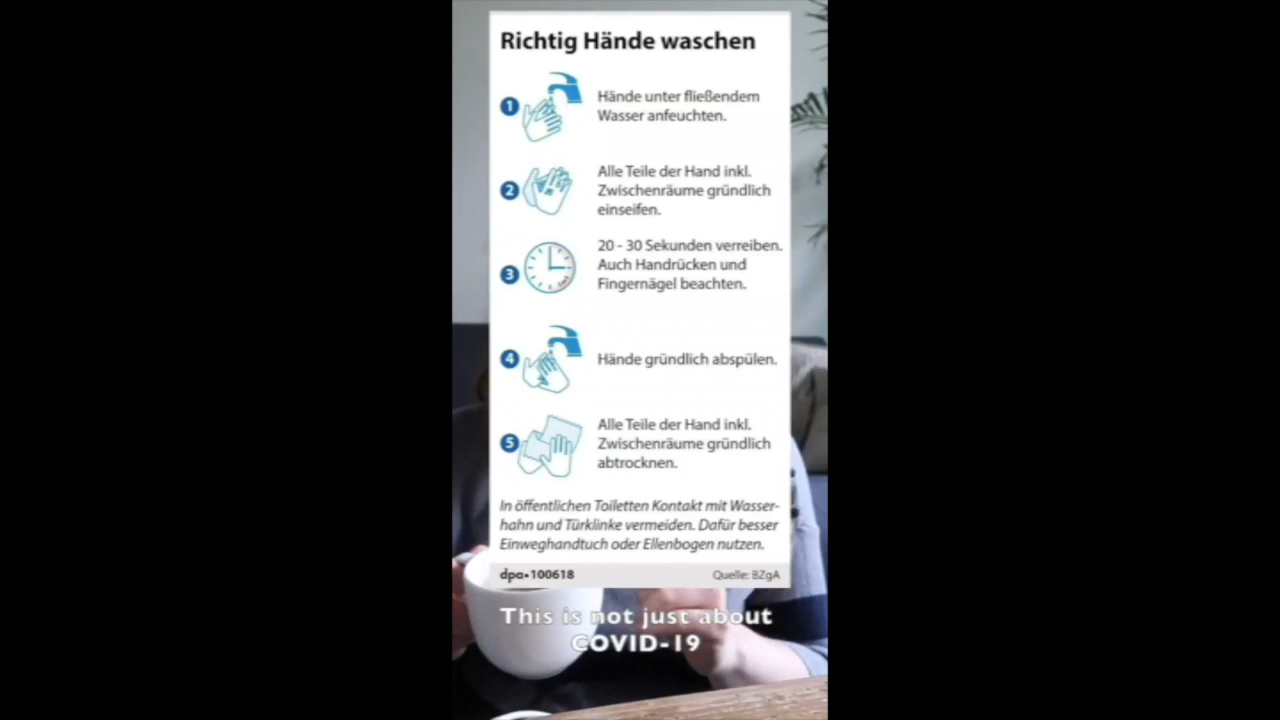 Richtig Hände waschen
1
Hände unter fließendem
Wasser anfeuchten.
2
Alle Teile der Hand inkl.
Zwischenräume gründlich
einseifen.
3
20 - 30 Sekunden verreiben.
Auch Handrücken und
Fingernägel beachten.
4
Hände gründlich abspülen.
5
Alle Teile der Hand inkl.
Zwischenräume gründlich
abtrocknen.
In öffentlichen Toiletten Kontakt mit Wasser-
hahn und Türklinke vermeiden. Dafür besser
Einweghandtuch oder Ellenbogen nutzen.
dpa•100618 Quelle: BZgA
This is not just about
COVID-19